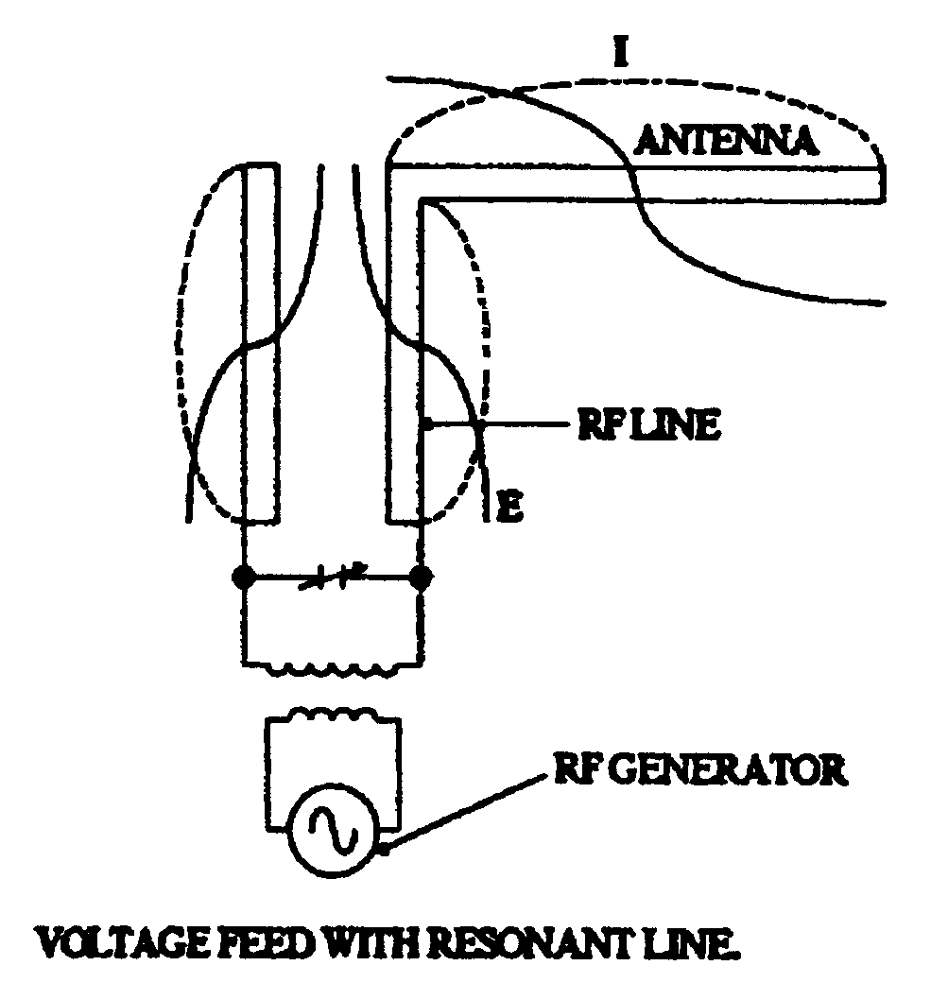 I
ANTENNA
RF LINE
E
RF GENERATOR
VOLTAGE FEED WITH RESONANT LINE.